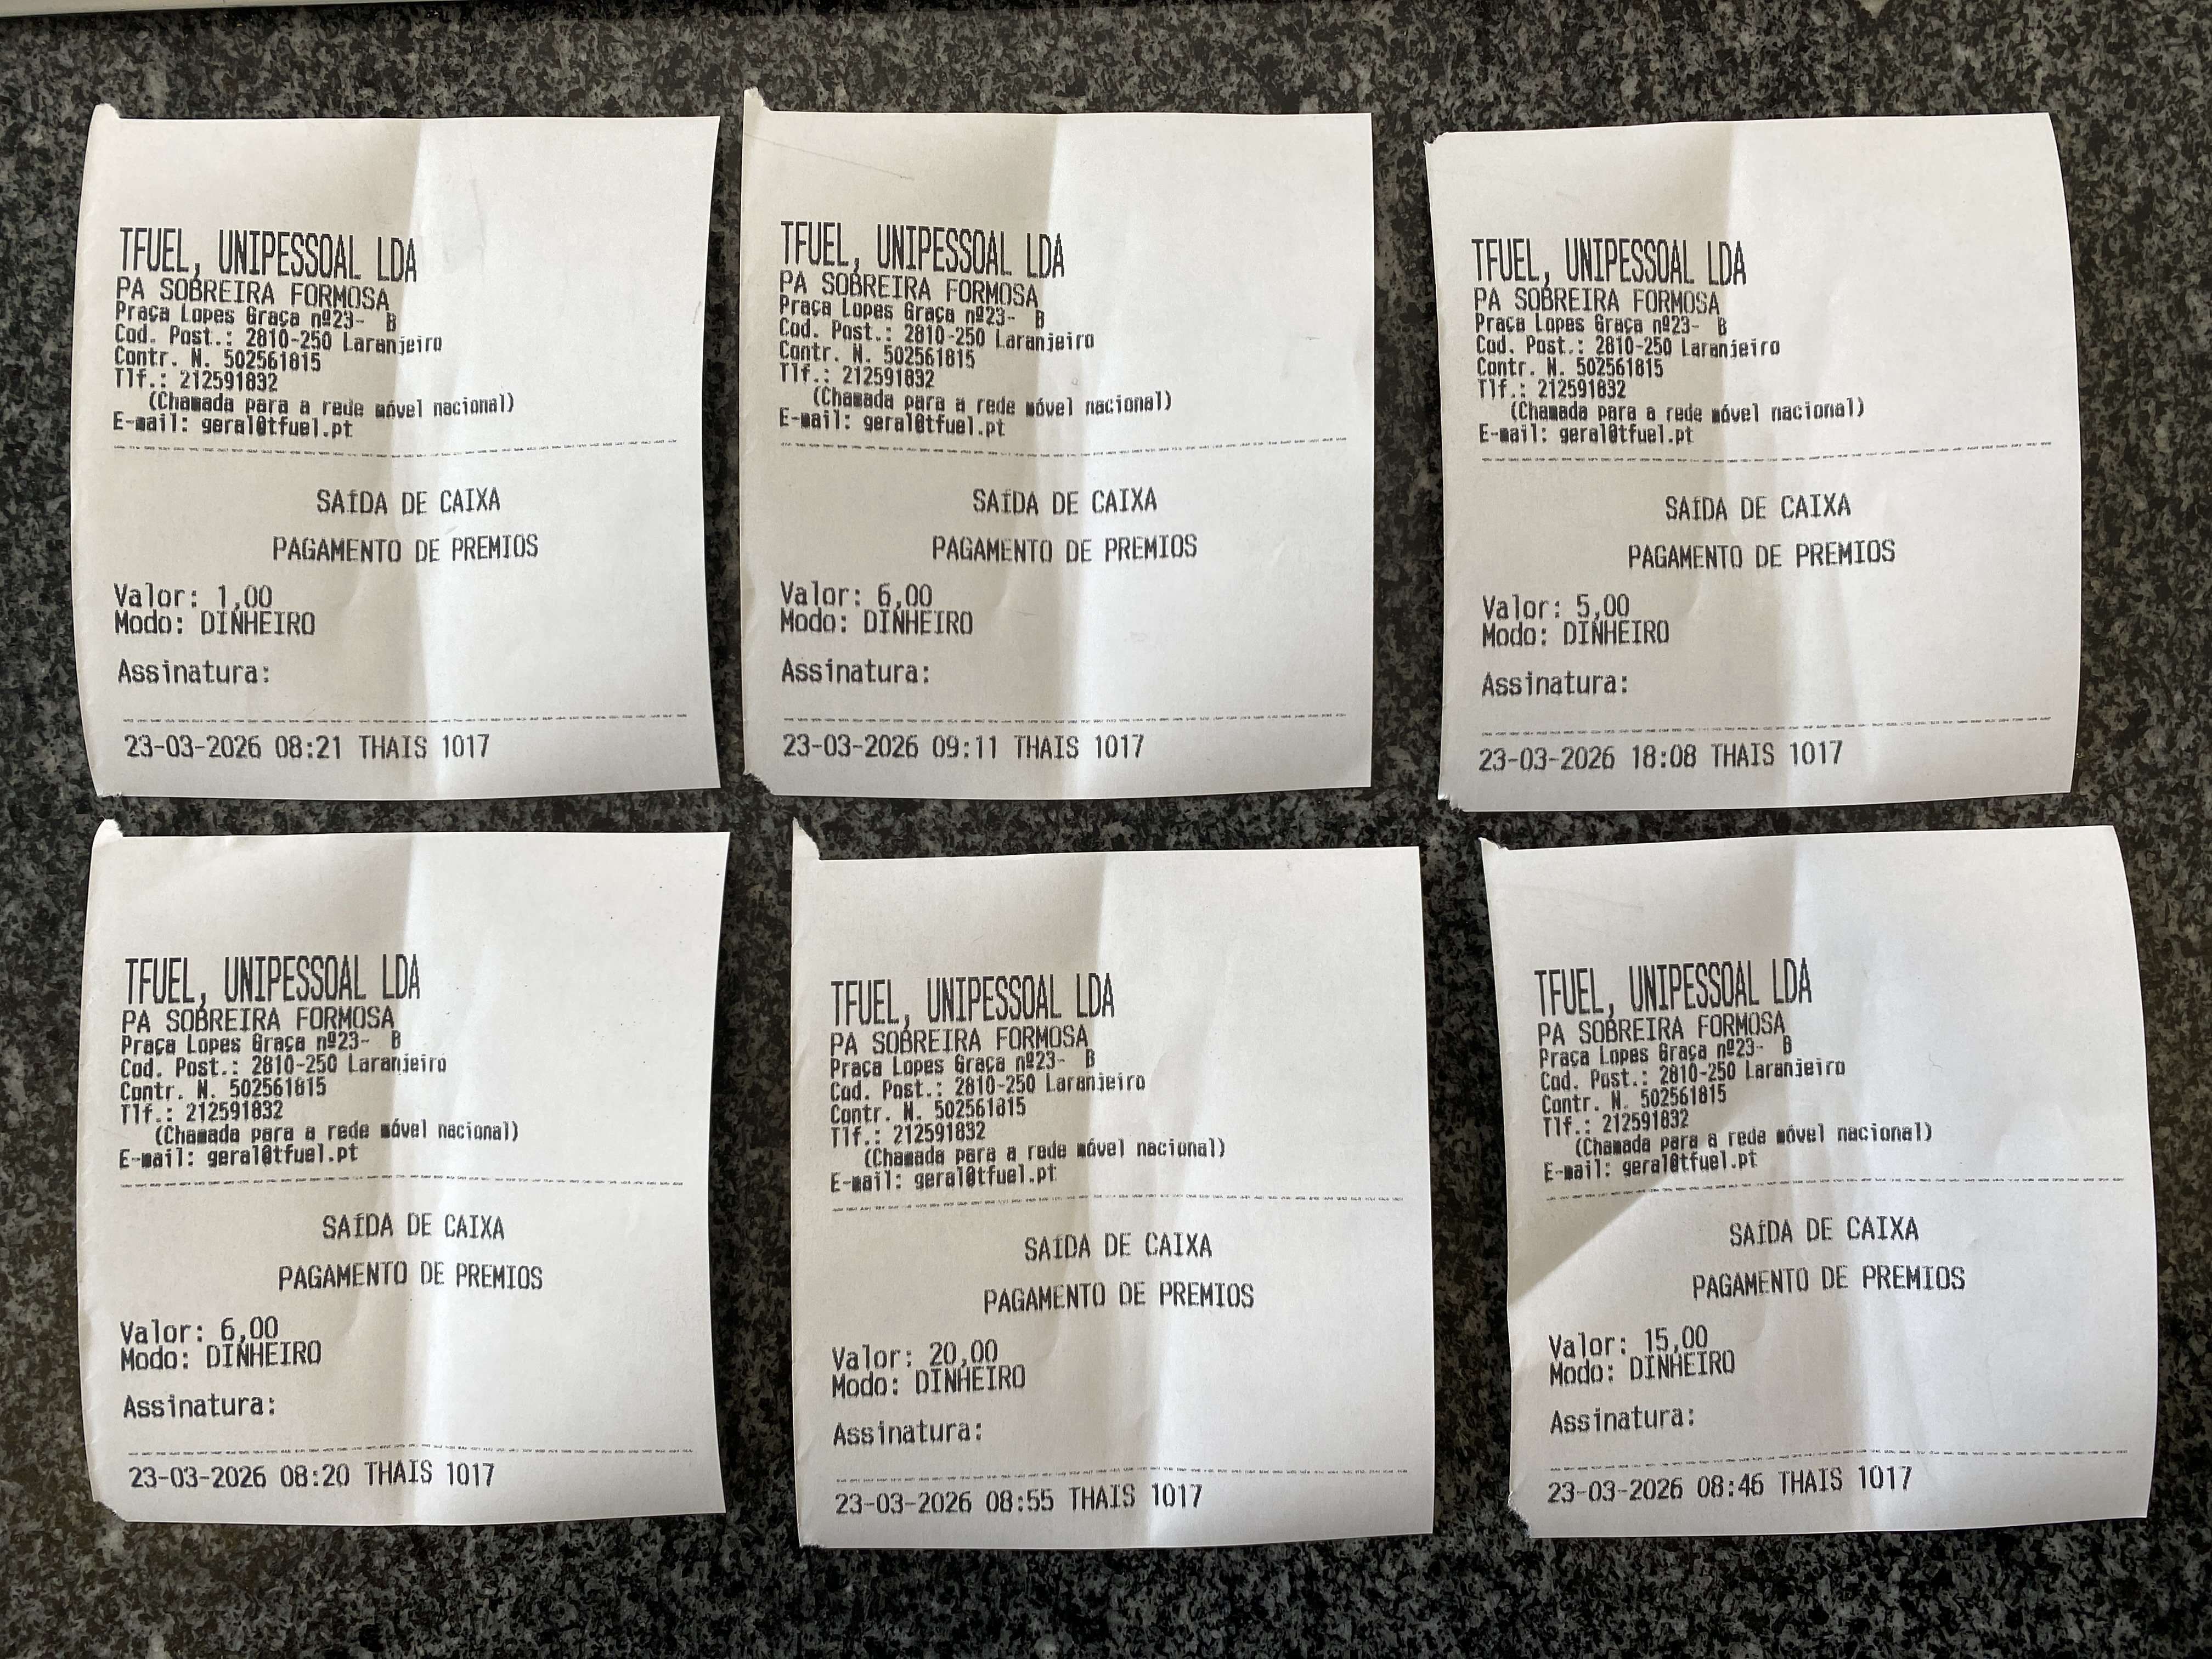 TFUEL, UNIPESSOAL LDA
PA SOBREIRA FORMOSA
Praça Lopes Graça nº23-  B
Cod. Post.: 2810-250 Laranjeiro
Contr. N. 502561815
Tlf.: 212591832
(Chamada para a rede móvel nacional)
E-mail: geral@tfuel.pt
SAÍDA DE CAIXA
PAGAMENTO DE PREMIOS
Valor: 1,00
Modo: DINHEIRO
Assinatura:
23-03-2026 08:21 THAIS 1017
TFUEL, UNIPESSOAL LDA
PA SOBREIRA FORMOSA
Praça Lopes Graça nº23-  B
Cod. Post.: 2810-250 Laranjeiro
Contr. N. 502561815
Tlf.: 212591832
(Chamada para a rede móvel nacional)
E-mail: geral@tfuel.pt
SAÍDA DE CAIXA
PAGAMENTO DE PREMIOS
Valor: 6,00
Modo: DINHEIRO
Assinatura:
23-03-2026 09:11 THAIS 1017
TFUEL, UNIPESSOAL LDA
PA SOBREIRA FORMOSA
Praça Lopes Graça nº23-  B
Cod. Post.: 2810-250 Laranjeiro
Contr. N. 502561815
Tlf.: 212591832
(Chamada para a rede móvel nacional)
E-mail: geral@tfuel.pt
SAÍDA DE CAIXA
PAGAMENTO DE PREMIOS
Valor: 5,00
Modo: DINHEIRO
Assinatura:
23-03-2026 18:08 THAIS 1017
TFUEL, UNIPESSOAL LDA
PA SOBREIRA FORMOSA
Praça Lopes Graça nº23-  B
Cod. Post.: 2810-250 Laranjeiro
Contr. N. 502561815
Tlf.: 212591832
(Chamada para a rede móvel nacional)
E-mail: geral@tfuel.pt
SAÍDA DE CAIXA
PAGAMENTO DE PREMIOS
Valor: 6,00
Modo: DINHEIRO
Assinatura:
23-03-2026 08:20 THAIS 1017
TFUEL, UNIPESSOAL LDA
PA SOBREIRA FORMOSA
Praça Lopes Graça nº23-  B
Cod. Post.: 2810-250 Laranjeiro
Contr. N. 502561815
Tlf.: 212591832
(Chamada para a rede móvel nacional)
E-mail: geral@tfuel.pt
SAÍDA DE CAIXA
PAGAMENTO DE PREMIOS
Valor: 20,00
Modo: DINHEIRO
Assinatura:
23-03-2026 08:55 THAIS 1017
TFUEL, UNIPESSOAL LDA
PA SOBREIRA FORMOSA
Praça Lopes Graça nº23-  B
Cod. Post.: 2810-250 Laranjeiro
Contr. N. 502561815
Tlf.: 212591832
(Chamada para a rede móvel nacional)
E-mail: geral@tfuel.pt
SAÍDA DE CAIXA
PAGAMENTO DE PREMIOS
Valor: 15,00
Modo: DINHEIRO
Assinatura:
23-03-2026 08:46 THAIS 1017